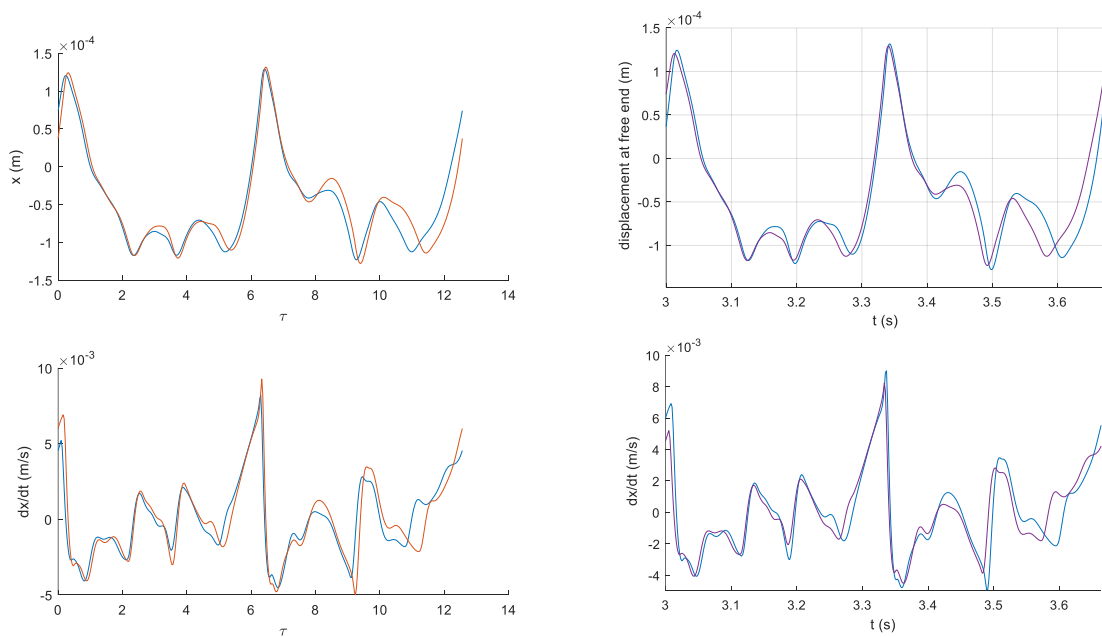 ×10-4
1.5
1
0.5
0
-0.5
-1
-1.5
x (m)
0 2 4 6 8 10 12 14
τ
×10-4
1.5
1
0.5
0
-0.5
-1
displacement at free end (m)
3 3.1 3.2 3.3 3.4 3.5 3.6
t (s)
×10-3
10
5
0
-5
dx/dt (m/s)
0 2 4 6 8 10 12 14
τ
×10-3
10
8
6
4
2
0
-2
-4
dx/dt (m/s)
3 3.1 3.2 3.3 3.4 3.5 3.6
t (s)